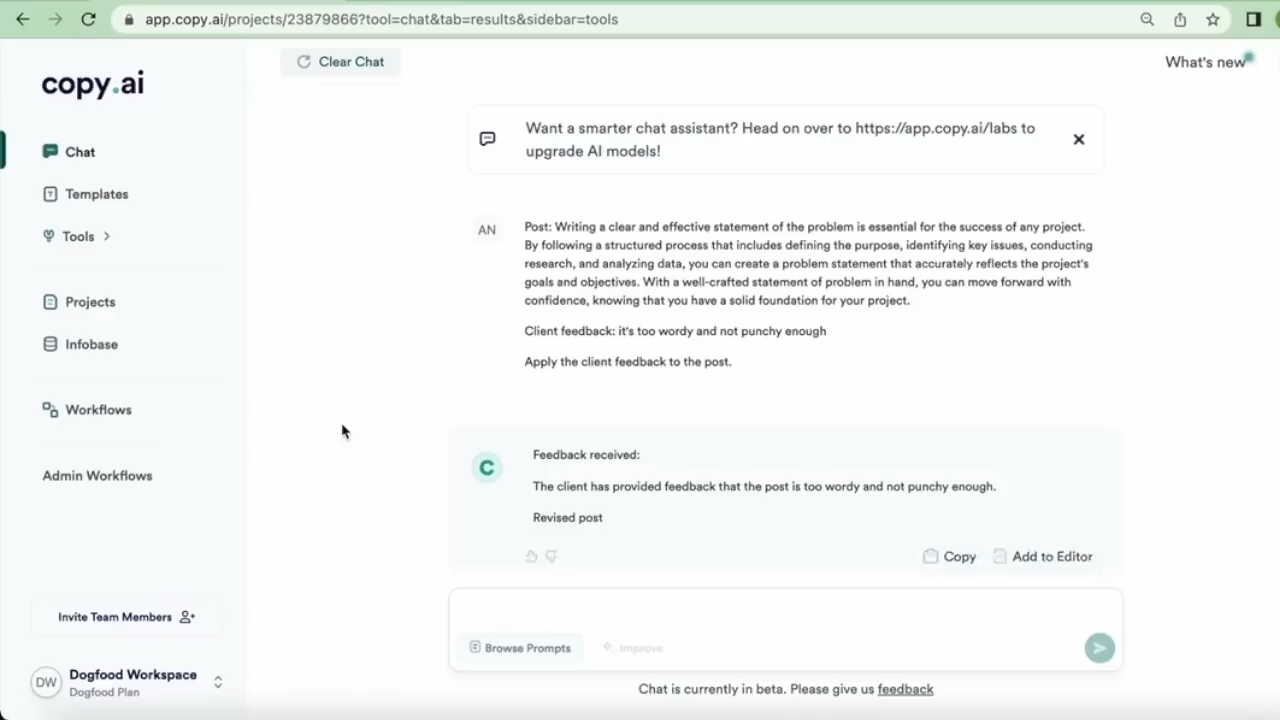 app.copy.ai/projects/23879866?tool=chat&tab=results&sidebar=tools
copy.ai
Clear Chat
What's new
Chat
Templates
Tools
Projects
Infobase
Workflows
Admin Workflows
Invite Team Members
DW
Dogfood Workspace
Dogfood Plan
Want a smarter chat assistant? Head on over to https://app.copy.ai/labs to
upgrade AI models!
AN
Post: Writing a clear and effective statement of the problem is essential for the success of any project.
By following a structured process that includes defining the purpose, identifying key issues, conducting
research, and analyzing data, you can create a problem statement that accurately reflects the project's
goals and objectives. With a well-crafted statement of problem in hand, you can move forward with
confidence, knowing that you have a solid foundation for your project.
Client feedback: it's too wordy and not punchy enough
Apply the client feedback to the post.
C
Feedback received:
The client has provided feedback that the post is too wordy and not punchy enough.
Revised post
Copy
Add to Editor
Browse Prompts
Improve
Chat is currently in beta. Please give us feedback